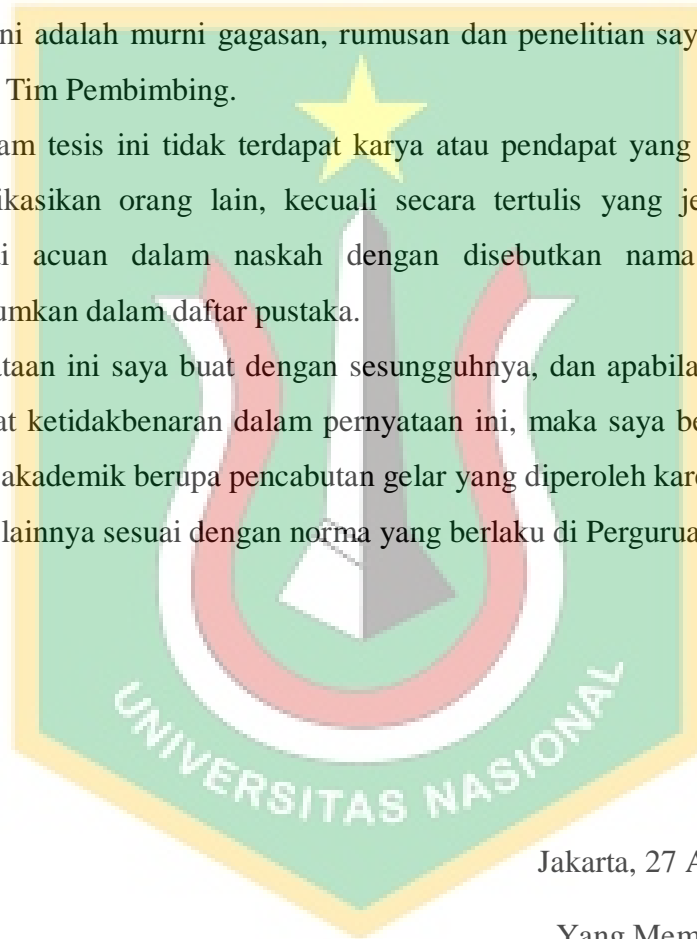 ni adalah murni gagasan, rumusan dan penelitian say
Tim Pembimbing.
am tesis ini tidak terdapat karya atau pendapat yang
ikasikan orang lain, kecuali secara tertulis yang je
i acuan dalam naskah dengan disebutkan nama
umkan dalam daftar pustaka.
ataan ini saya buat dengan sesungguhnya, dan apabila
at ketidakbenaran dalam pernyataan ini, maka saya be
akademik berupa pencabutan gelar yang diperoleh kar
lainnya sesuai dengan norma yang berlaku di Pergurua
UNIVERSITAS NASIONAL
Jakarta, 27 A
Yang Mem